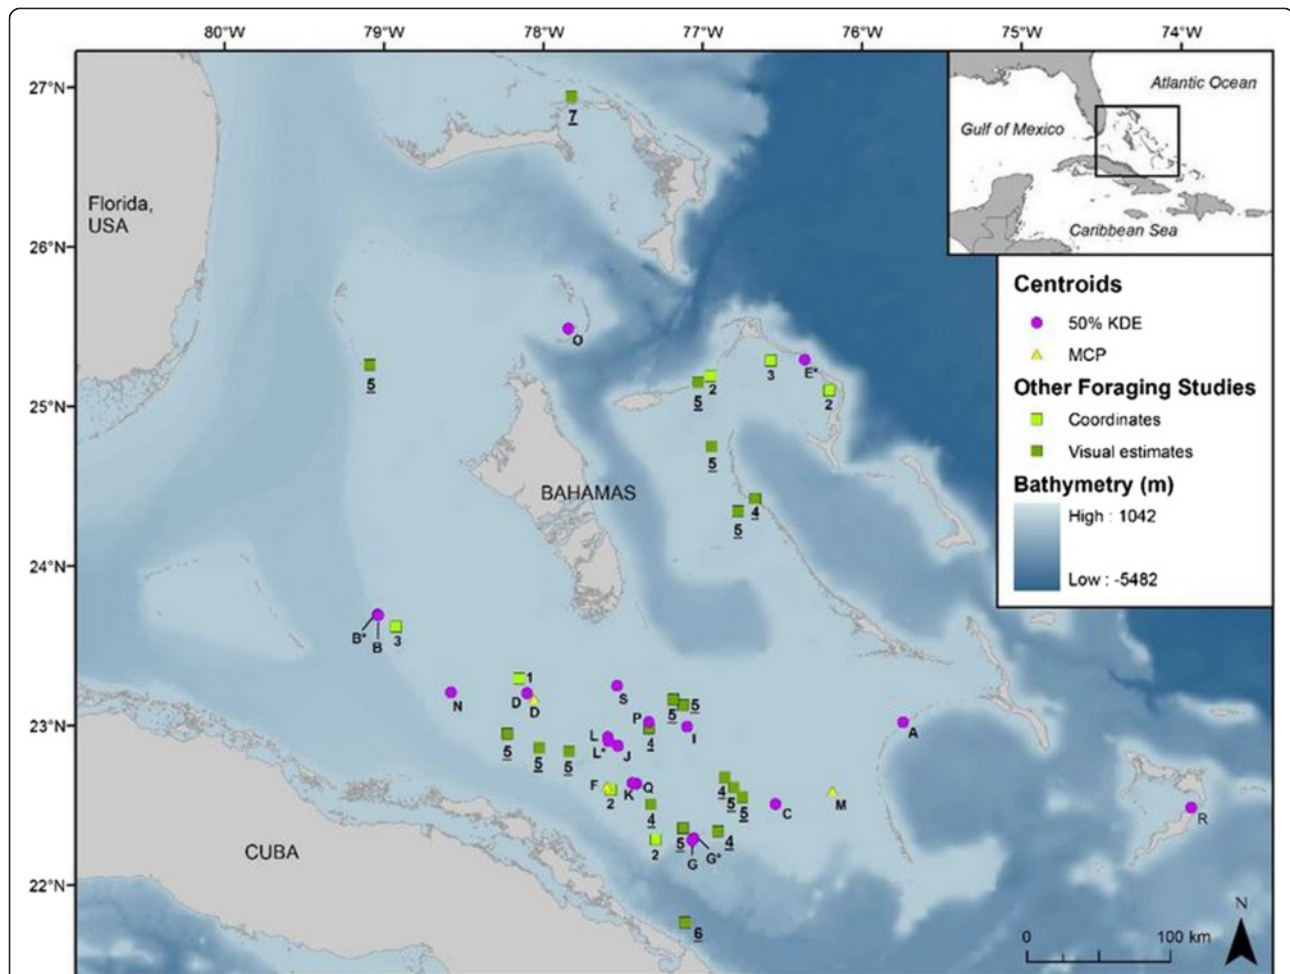 80°W 79°W 78°W 77°W 76°W 75°W 74°W
27°N
26°N
25°N
24°N
23°N
22°N
Atlantic Ocean
Gulf of Mexico
Caribbean Sea
Florida,
USA
BAHAMAS
CUBA
Centroids
50% KDE
MCP
Other Foraging Studies
Coordinates
Visual estimates
Bathymetry (m)
High : 1042
Low : -5482
7
O
5
5
2
3
E*
2
5
4
5
B*
B
3
1
D
D
N
S
5
5
P
4
I
A
L
L*
J
5
5
5
F
2
K
Q
4
4
5
5
C
M
R
2
5
4
G
G*
6
N
0 100 km